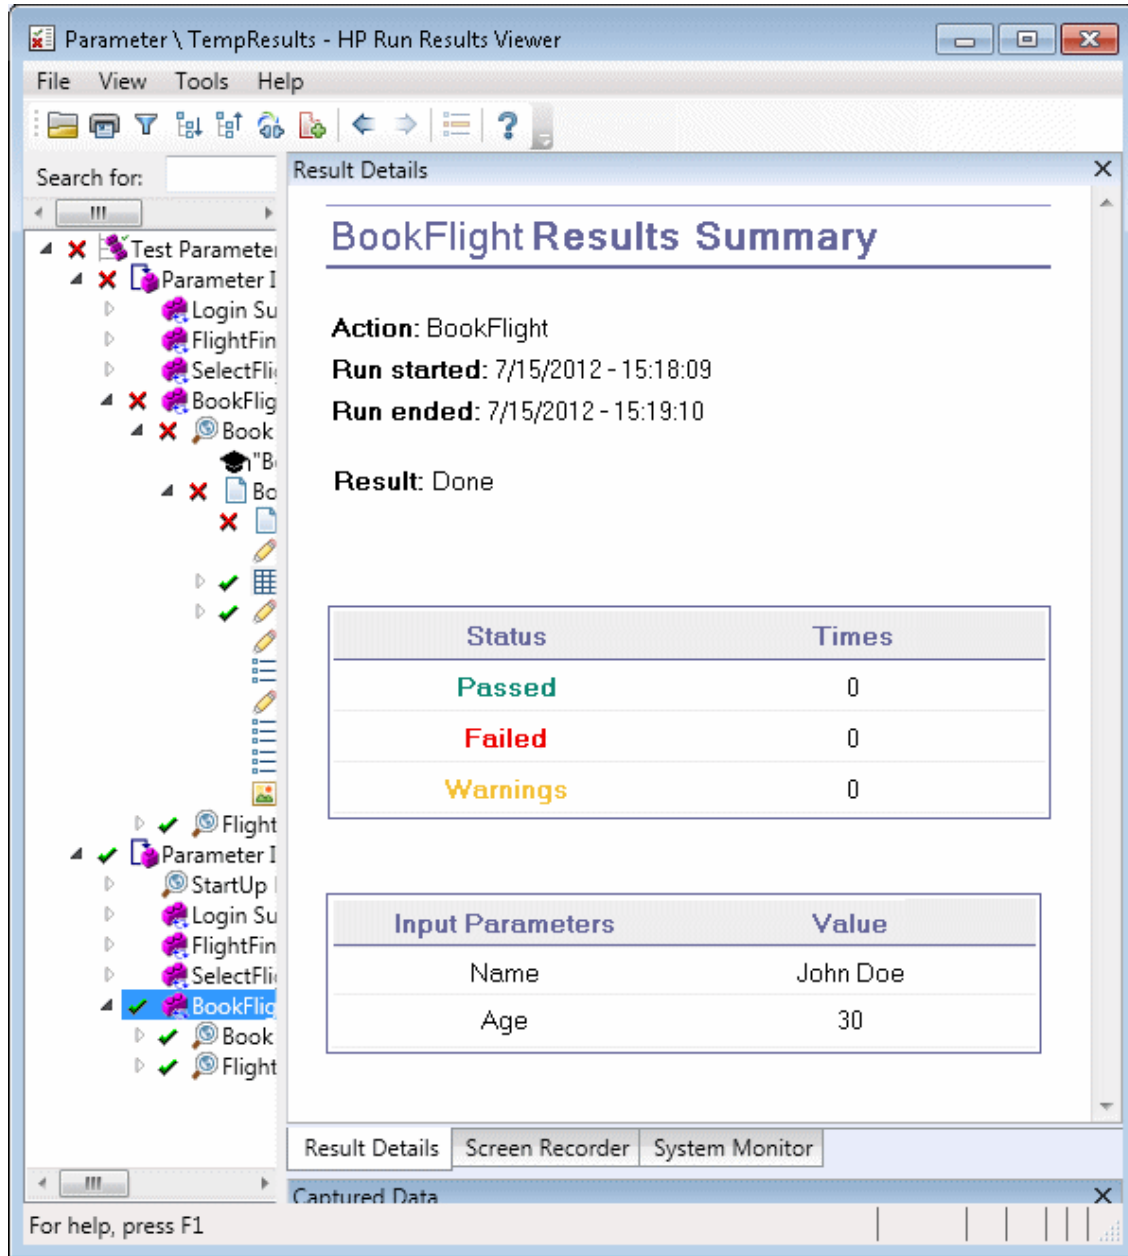 Parameter \ TempResults - HP Run Results Viewer
File View Tools Help
Search for:
Result Details
Test Parameter
Parameter I
Login Su
FlightFin
SelectFli
BookFlig
Book
"B
Bo
Flight
Parameter I
StartUp
Login Su
FlightFin
SelectFli
BookFlig
Book
Flight
BookFlight Results Summary
Action: BookFlight
Run started: 7/15/2012 - 15:18:09
Run ended: 7/15/2012 - 15:19:10
Result: Done
Status Times
Passed 0
Failed 0
Warnings 0
Input Parameters Value
Name John Doe
Age 30
Result Details Screen Recorder System Monitor
Captured Data
For help, press F1